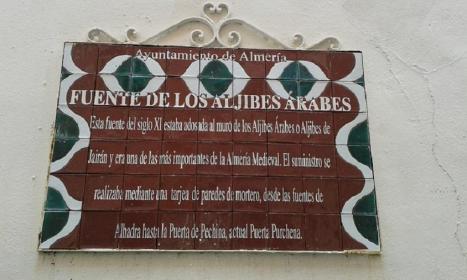 Ayuntamiento de Almería
FUENTE DE LOS ALJIBES ÁRABES
Esta fuente del siglo XI estaba adosada al muro de los Aljibes Árabes o Aljibes de
Jairán y era una de las más importantes de la Almería Medieval. El suministro se
realizaba mediante una tarjea de paredes de mortero, desde las fuentes de
Alhadra hasta la Puerta de Pechina, actual Puerta Purchena.